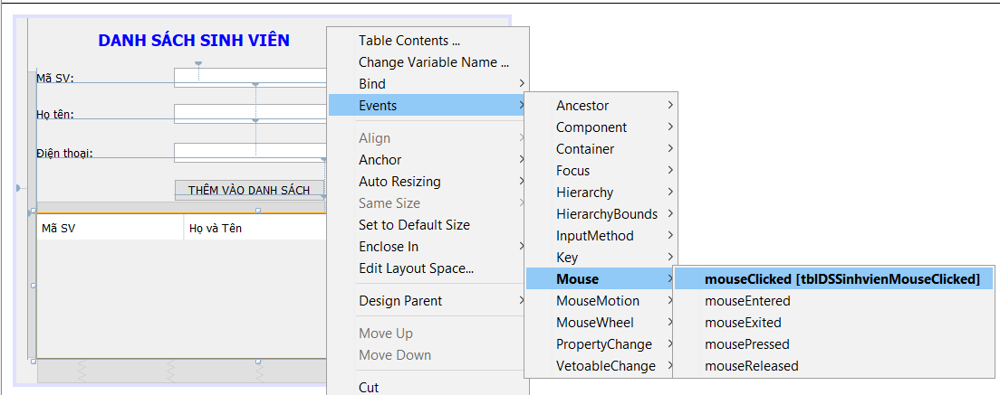 DANH SÁCH SINH VIÊN
Mã SV:
Họ tên:
Điện thoại:
THÊM VÀO DANH SÁCH
Mã SV
Họ và Tên
Table Contents ...
Change Variable Name ...
Bind
Events
Align
Anchor
Auto Resizing
Same Size
Set to Default Size
Enclose In
Edit Layout Space...
Design Parent
Move Up
Move Down
Cut
Ancestor
Component
Container
Focus
Hierarchy
HierarchyBounds
InputMethod
Key
Mouse
MouseMotion
MouseWheel
PropertyChange
VetoableChange
mouseClicked [tblDSSinhvienMouseClicked]
mouseEntered
mouseExited
mousePressed
mouseReleased